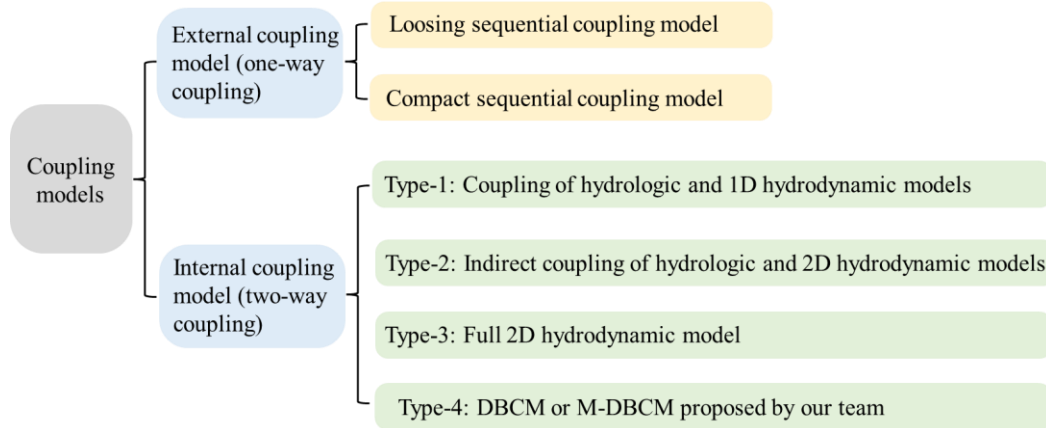 Coupling
models
External coupling
model (one-way
coupling)
Loosing sequential coupling model
Compact sequential coupling model
Internal coupling
model (two-way
coupling)
Type-1: Coupling of hydrologic and 1D hydrodynamic models
Type-2: Indirect coupling of hydrologic and 2D hydrodynamic models
Type-3: Full 2D hydrodynamic model
Type-4: DBCM or M-DBCM proposed by our team